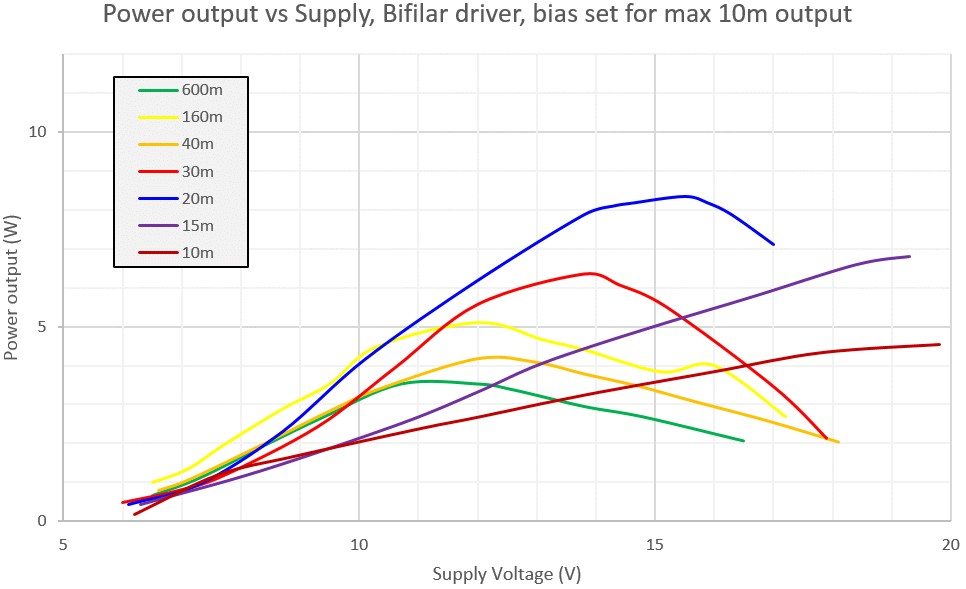 Power output vs Supply, Bifilar driver, bias set for max 10m output
600m
160m
40m
30m
20m
15m
10m
Power output (W)
10
5
0
5
10
15
20
Supply Voltage (V)